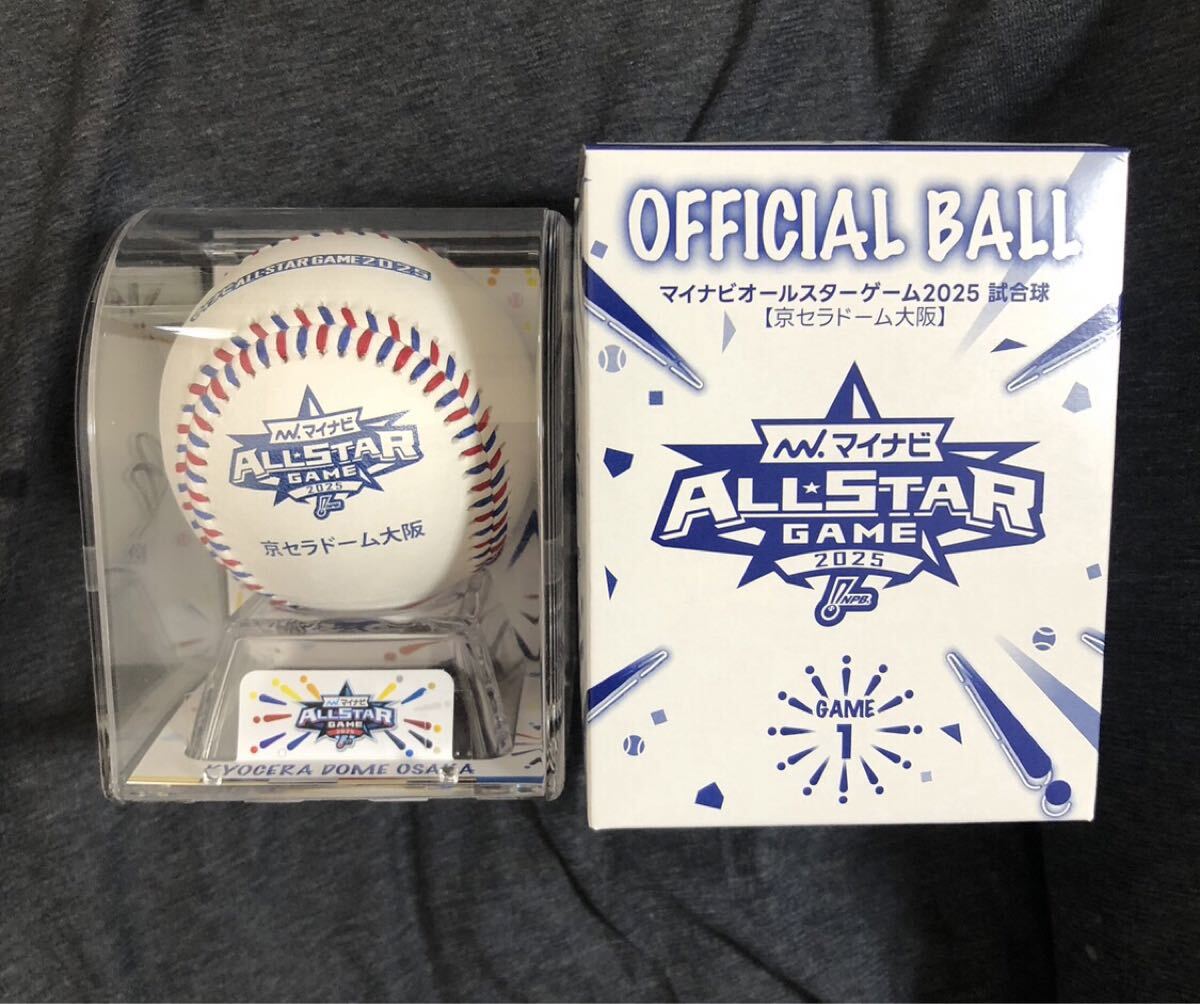 ALL-STAR GAME 2025
マイナビ
ALL★STAR
GAME
2025
NPB
京セラドーム大阪
マイナビ
ALL★STAR
GAME
2025
KYOCERA DOME OSAKA
OFFICIAL BALL
マイナビオールスターゲーム2025 試合球
【京セラドーム大阪】
マイナビ
ALL★STAR
GAME
2025
NPB.
GAME
1